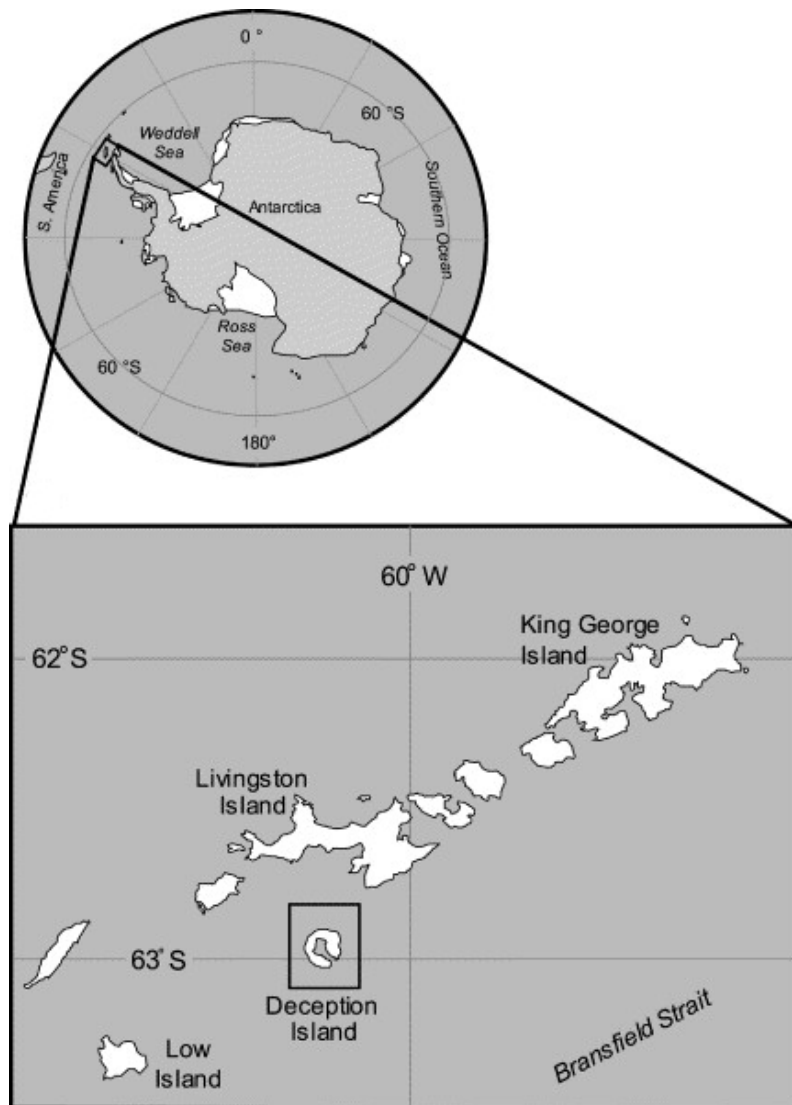 0 °
60 °S
Weddell
Sea
S. America
Antarctica
Southern Ocean
Ross
Sea
60 °S
180°
60° W
King George
Island
62°S
Livingston
Island
63° S
Deception
Island
Low
Island
Bransfield Strait